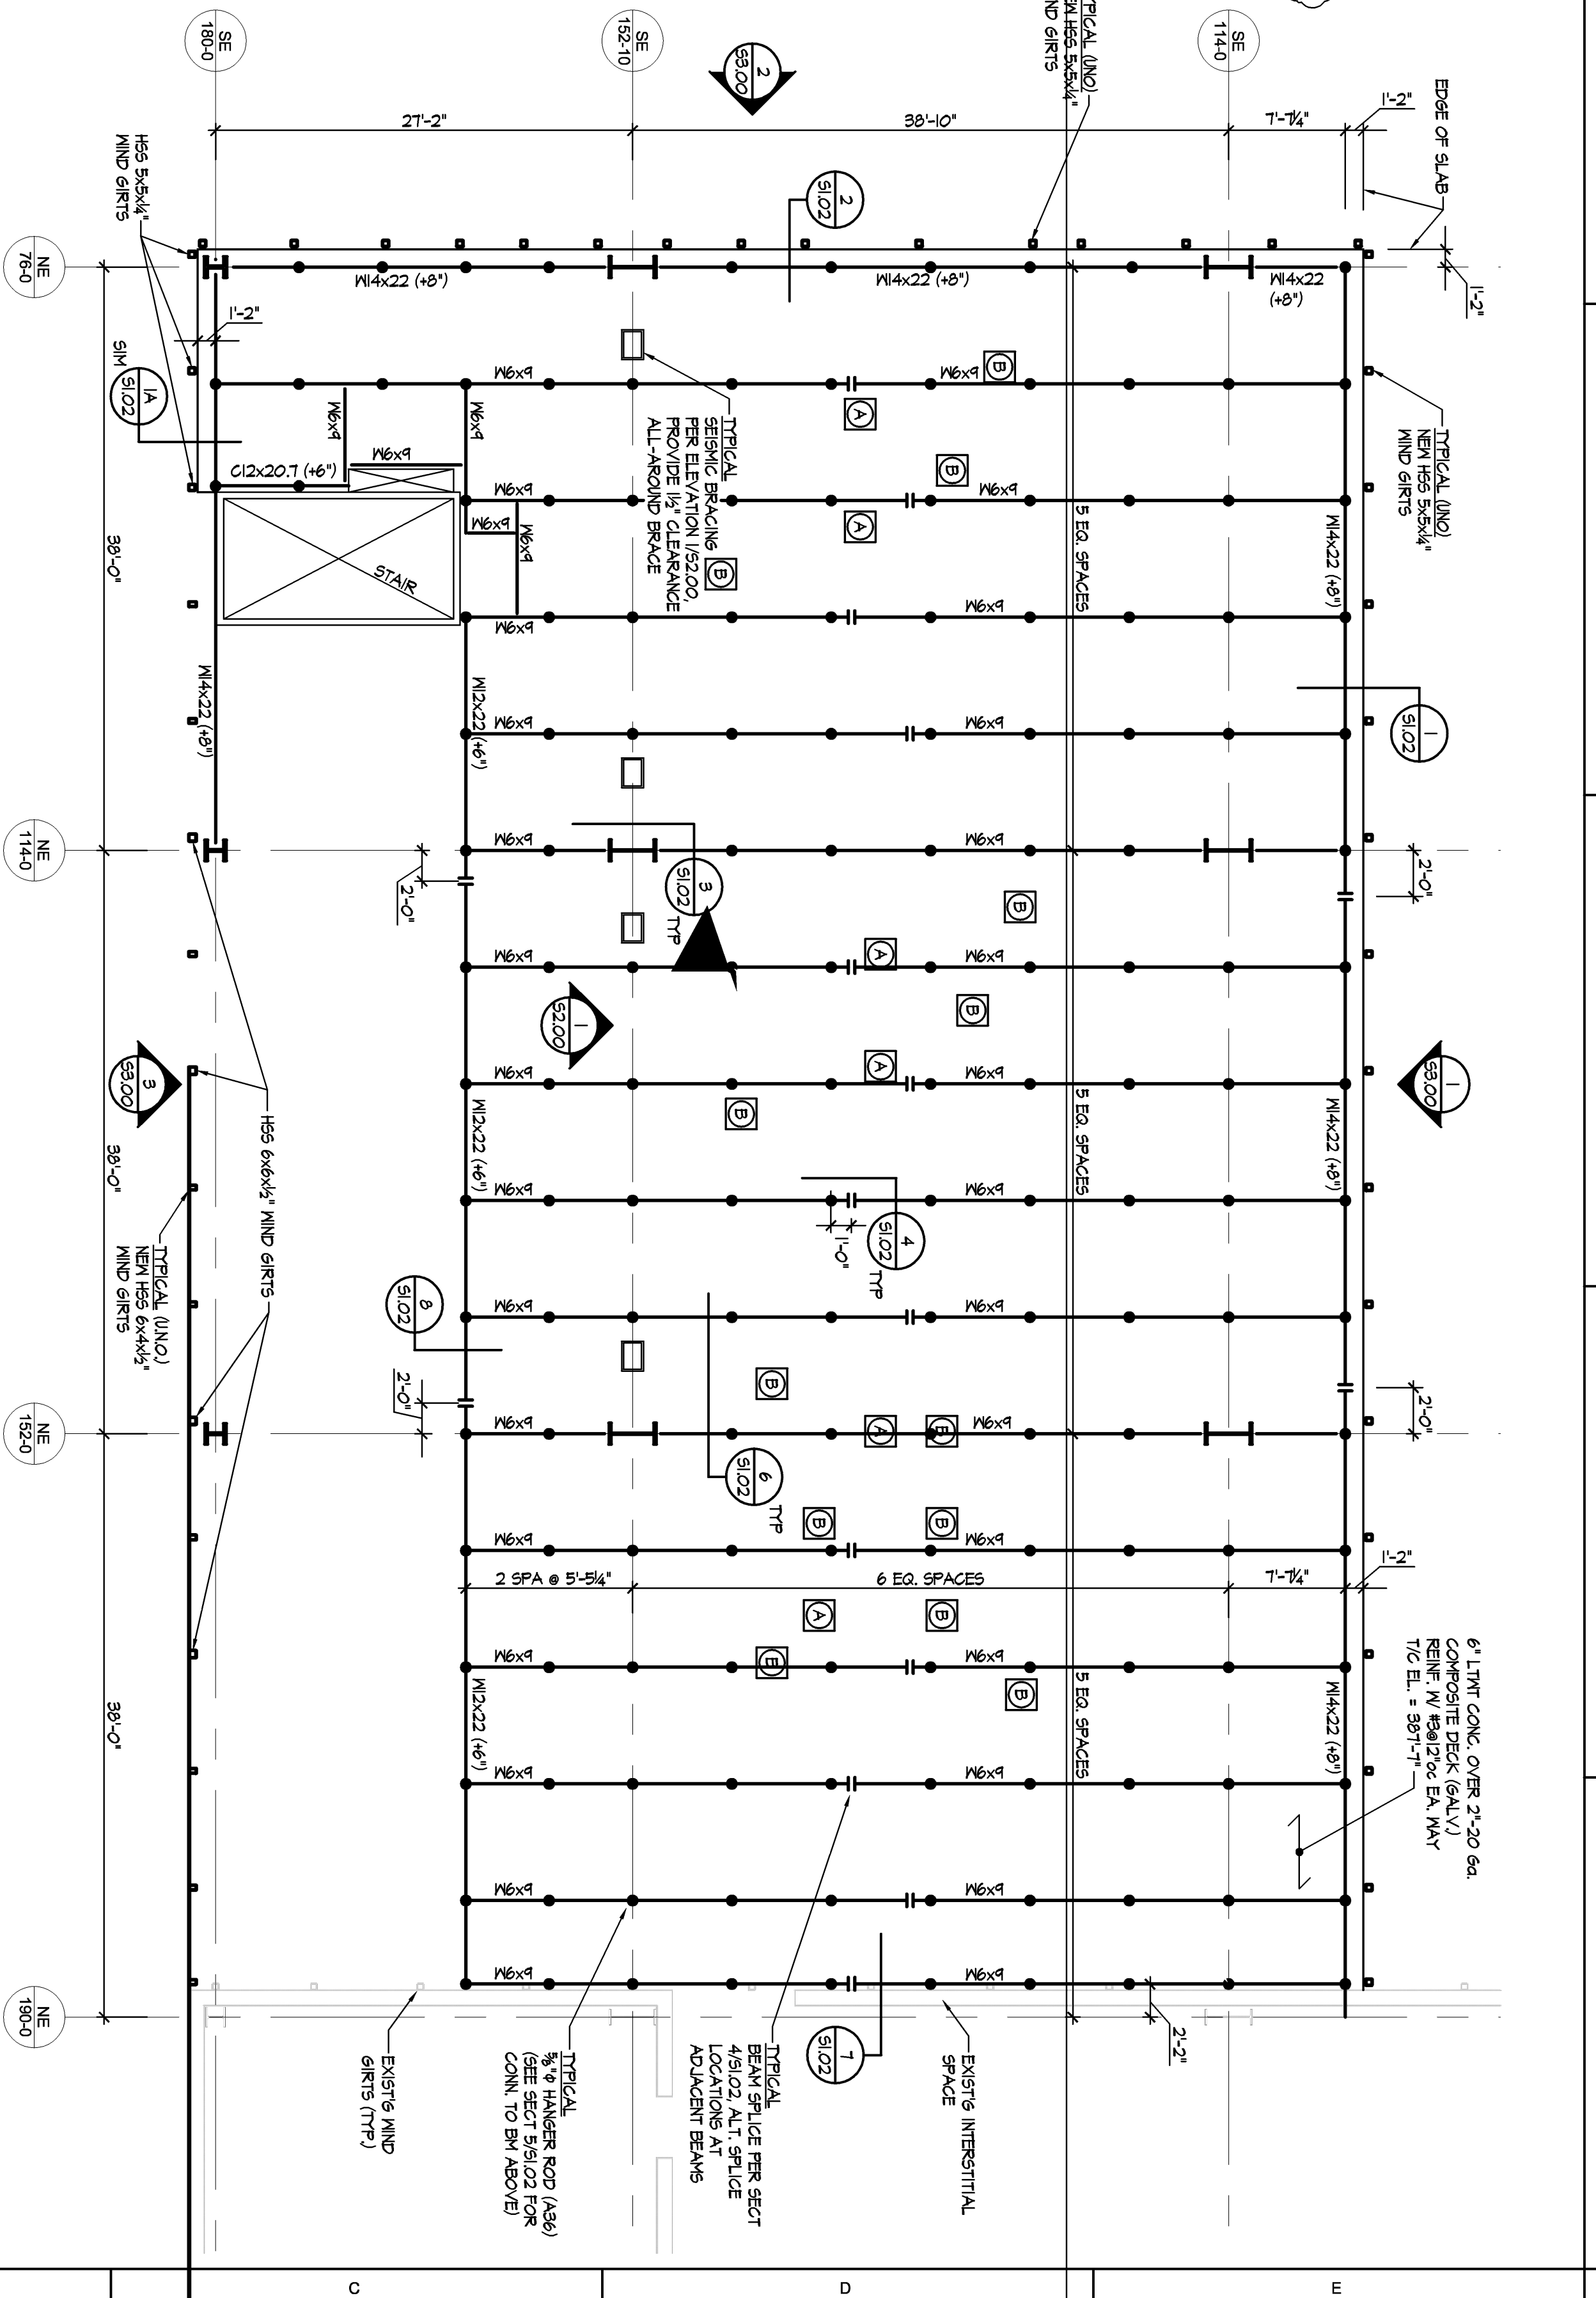 SE
180-0
SE
152-10
SE
114-0
2
S3.00
TYPICAL (UNO)
NEW HSS 5x5x¼"
WIND GIRTS
EDGE OF SLAB
1'-2"
1'-2"
27'-2"
38'-10"
7'-7¼"
HSS 5x5x¼"
WIND GIRTS
2
S1.02
NE
76-0
W14x22 (+8")
W14x22 (+8")
W14x22
(+8")
1'-2"
SIM
1A
S1.02
TYPICAL (UNO)
NEW HSS 5x5x¼"
WIND GIRTS
W6x9
W6x9
B
A
W6x9
W6x9
W6x9
C12x20.7 (+6")
TYPICAL
SEISMIC BRACING
PER ELEVATION 1/S2.00,
PROVIDE 1½" CLEARANCE
ALL-AROUND BRACE
B
W6x9
W6x9
A
B
W6x9
W6x9
STAIR
38'-0"
5 EQ. SPACES
W14x22 (+8")
W6x9
W6x9
W14x22 (+8")
W12x22 (+6")
W6x9
W6x9
1
S1.02
NE
114-0
W6x9
W6x9
2'-0"
2'-0"
3
S1.02
TYP
B
A
W6x9
W6x9
B
1
S2.00
A
W6x9
W6x9
B
3
S3.00
1
S3.00
38'-0"
W12x22 (+6")
5 EQ. SPACES
W14x22 (+8")
HSS 6x6x½" WIND GIRTS
W6x9
W6x9
4
S1.02
TYP
1'-0"
TYPICAL (U.N.O.)
NEW HSS 6x4x½"
WIND GIRTS
8
S1.02
W6x9
W6x9
2'-0"
2'-0"
B
NE
152-0
W6x9
W6x9
A
B
6
S1.02
TYP
B
B
W6x9
W6x9
2 SPA @ 5'-5¼"
6 EQ. SPACES
7'-7¼"
1'-2"
A
B
B
B
W6x9
W6x9
38'-0"
W12x22 (+6")
5 EQ. SPACES
W14x22 (+8")
6" LTWT CONC. OVER 2"-20 Ga.
COMPOSITE DECK (GALV.)
REINF. W/ #3@12"oc EA. WAY
T/C EL. = 387'-7"
W6x9
W6x9
W6x9
W6x9
W6x9
W6x9
NE
190-0
2'-2"
7
S1.02
EXIST'G WIND
GIRTS (TYP.)
TYPICAL
⅝"ϕ HANGER ROD (A36)
(SEE SECT 5/S1.02 FOR
CONN. TO BM ABOVE)
TYPICAL
BEAM SPLICE PER SECT
4/S1.02, ALT. SPLICE
LOCATIONS AT
ADJACENT BEAMS
EXIST'G INTERSTITIAL
SPACE
C
D
E